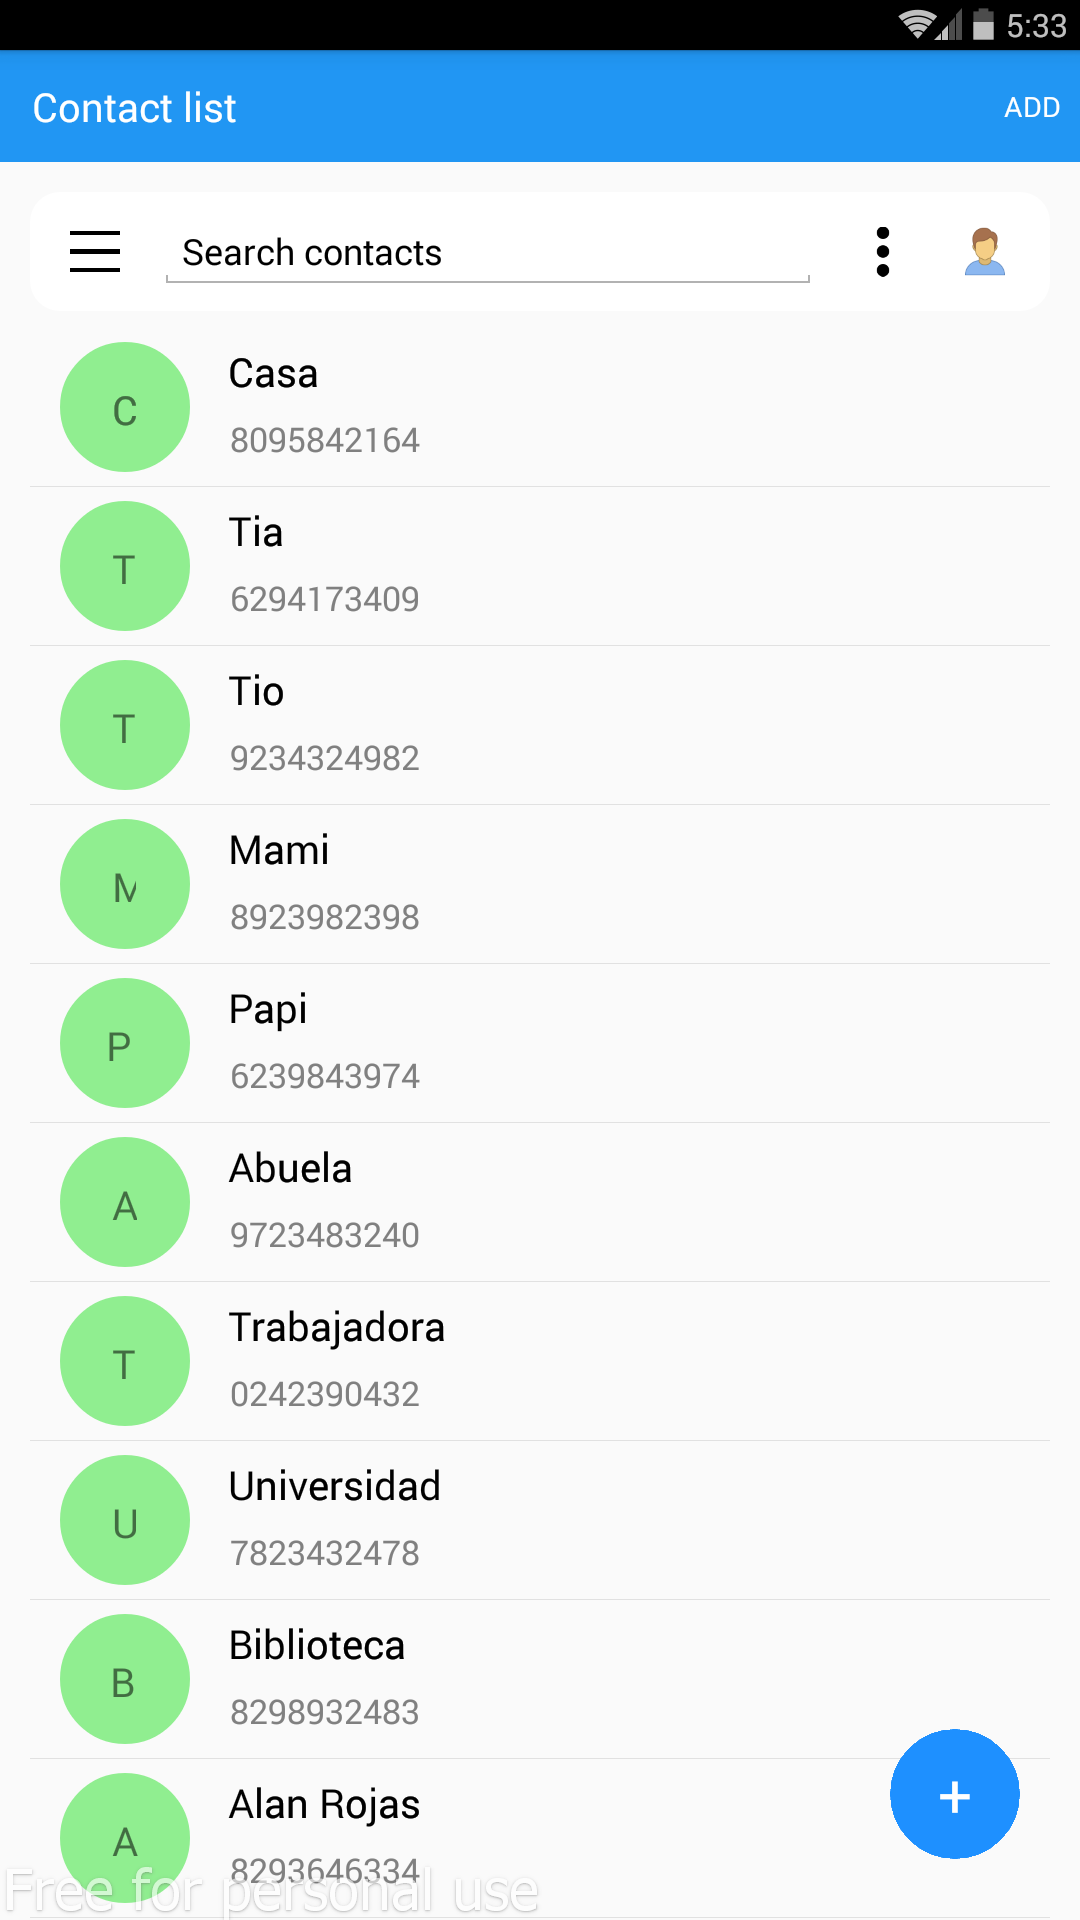 5:33
Contact list
ADD
Search contacts
C
Casa
8095842164
T
Tia
6294173409
T
Tio
9234324982
M
Mami
8923982398
P
Papi
6239843974
A
Abuela
9723483240
T
Trabajadora
0242390432
U
Universidad
7823432478
B
Biblioteca
8298932483
A
Alan Rojas
8293646334
+
Free for personal use